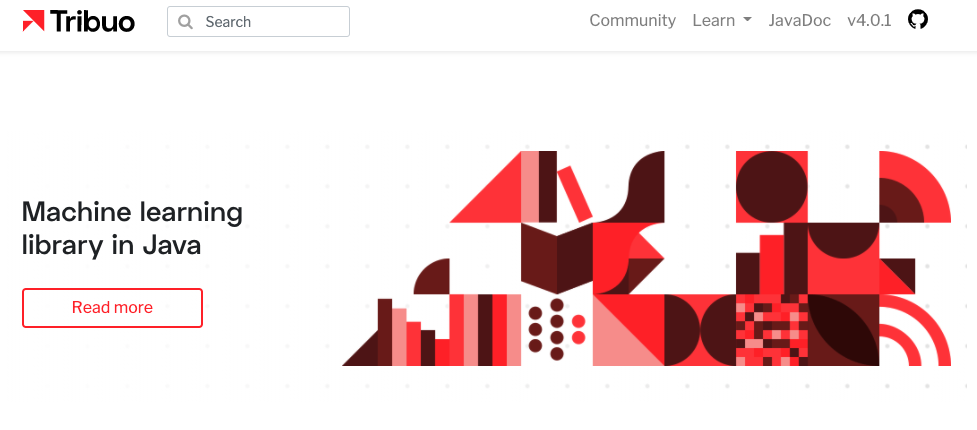 Tribuo
Search
Community Learn JavaDoc v4.0.1
Machine learning
library in Java
Read more